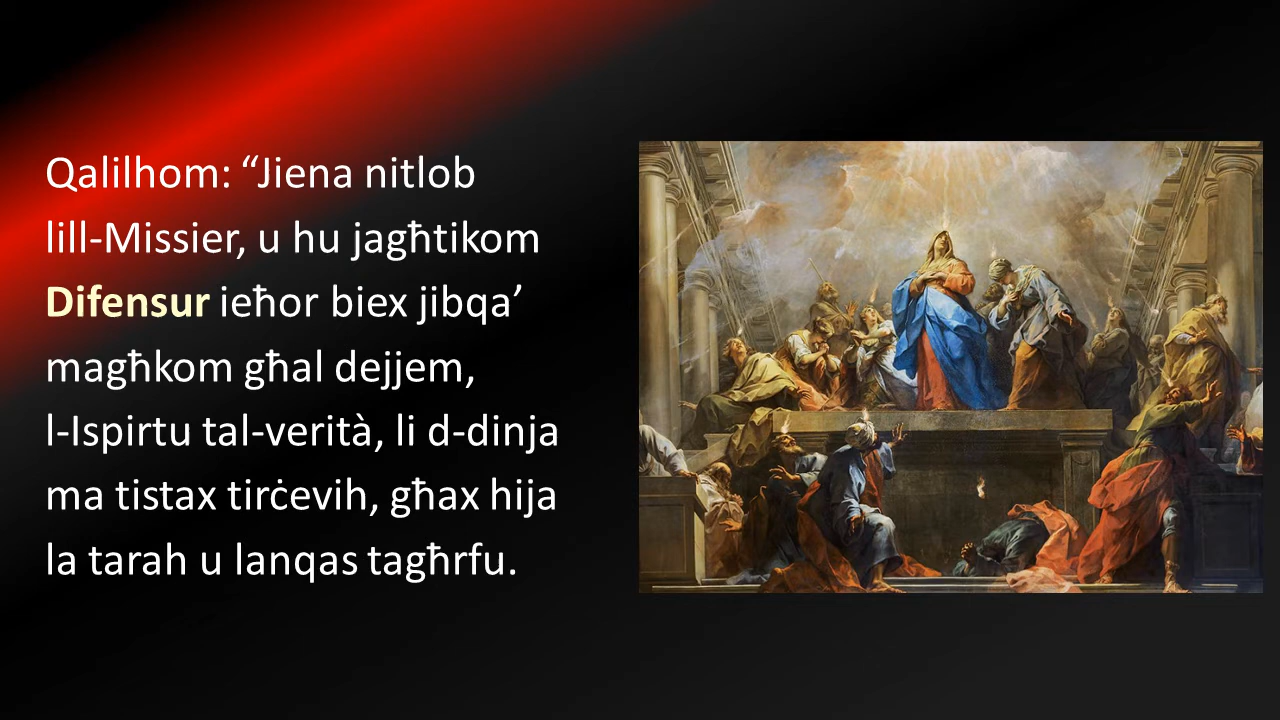 Qalilhom: “Jiena nitlob
lill-Missier, u hu jagħtikom
Difensur ieħor biex jibqa’
magħkom għal dejjem,
l-Ispirtu tal-verità, li d-dinja
ma tistax tirċevih, għax hija
la tarah u lanqas tagħrfu.